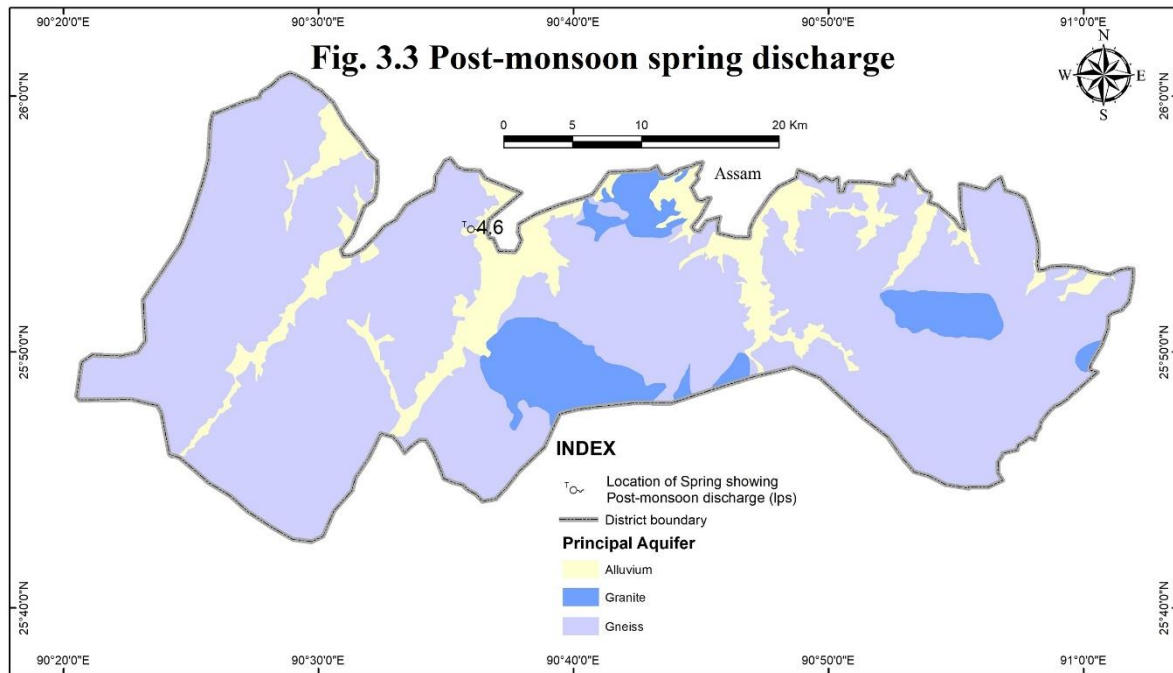 90°20'0"E 90°30'0"E 90°40'0"E 90°50'0"E 91°0'0"E
Fig. 3.3 Post-monsoon spring discharge
N
W E
S
26°0'0"N 26°0'0"N
0 5 10 20 Km
Assam
T 4.6
25°50'0"N 25°50'0"N
INDEX
T Location of Spring showing
Post-monsoon discharge (lps)
District boundary
Principal Aquifer
Alluvium
25°40'0"N 25°40'0"N
Granite
Gneiss
90°20'0"E 90°30'0"E 90°40'0"E 90°50'0"E 91°0'0"E